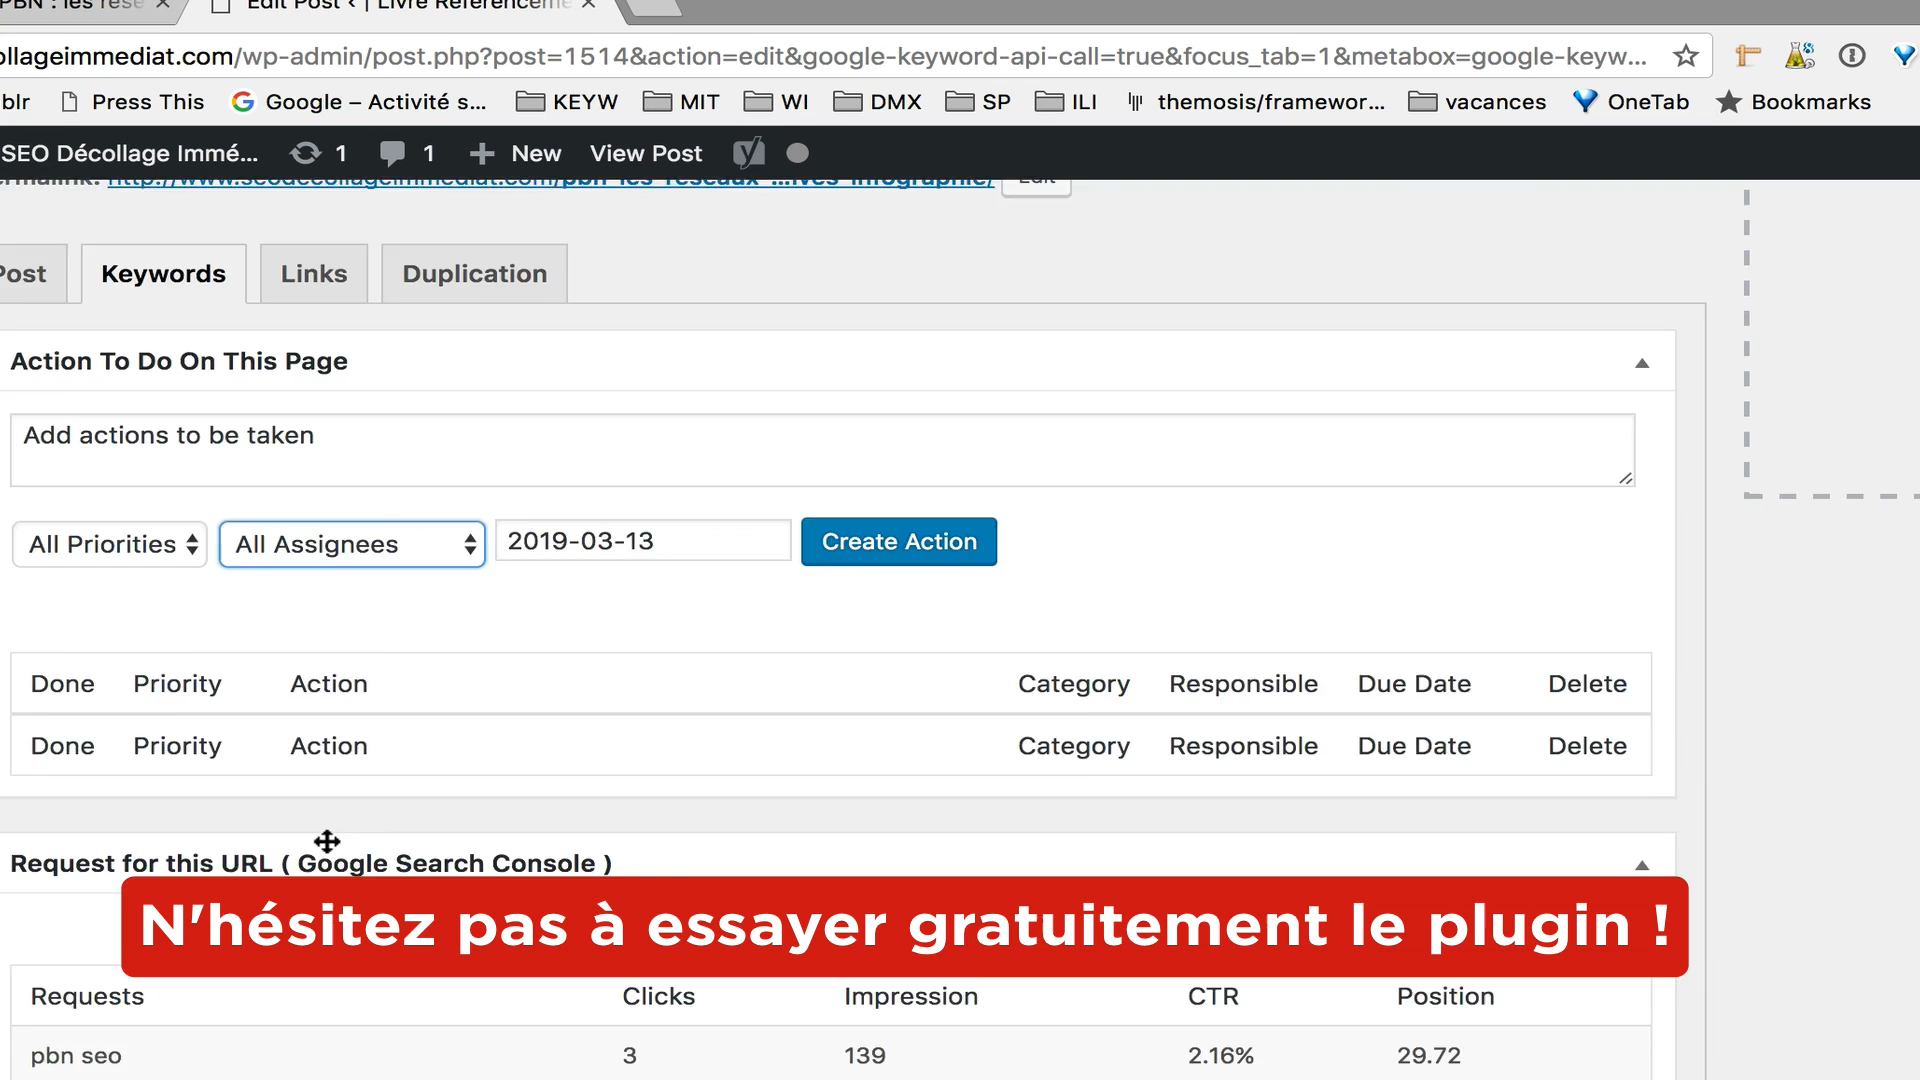 PBN : les rése
Edit Post ‹ | Livre Référenceme
ollageimmediat.com/wp-admin/post.php?post=1514&action=edit&google-keyword-api-call=true&focus_tab=1&metabox=google-keyw...
blr Press This Google – Activité s... KEYW MIT WI DMX SP ILI themosis/framewor... vacances OneTab Bookmarks
SEO Décollage Immé... 1 1 New View Post
ermalink: http://www.seodecollageimmediat.com/pbn-les-reseaux-...ives-infographie/ Edit
Post Keywords Links Duplication
Action To Do On This Page
Add actions to be taken
All Priorities All Assignees 2019-03-13 Create Action
Done Priority Action Category Responsible Due Date Delete
Done Priority Action Category Responsible Due Date Delete
Request for this URL ( Google Search Console )
N'hésitez pas à essayer gratuitement le plugin !
Requests Clicks Impression CTR Position
pbn seo 3 139 2.16% 29.72